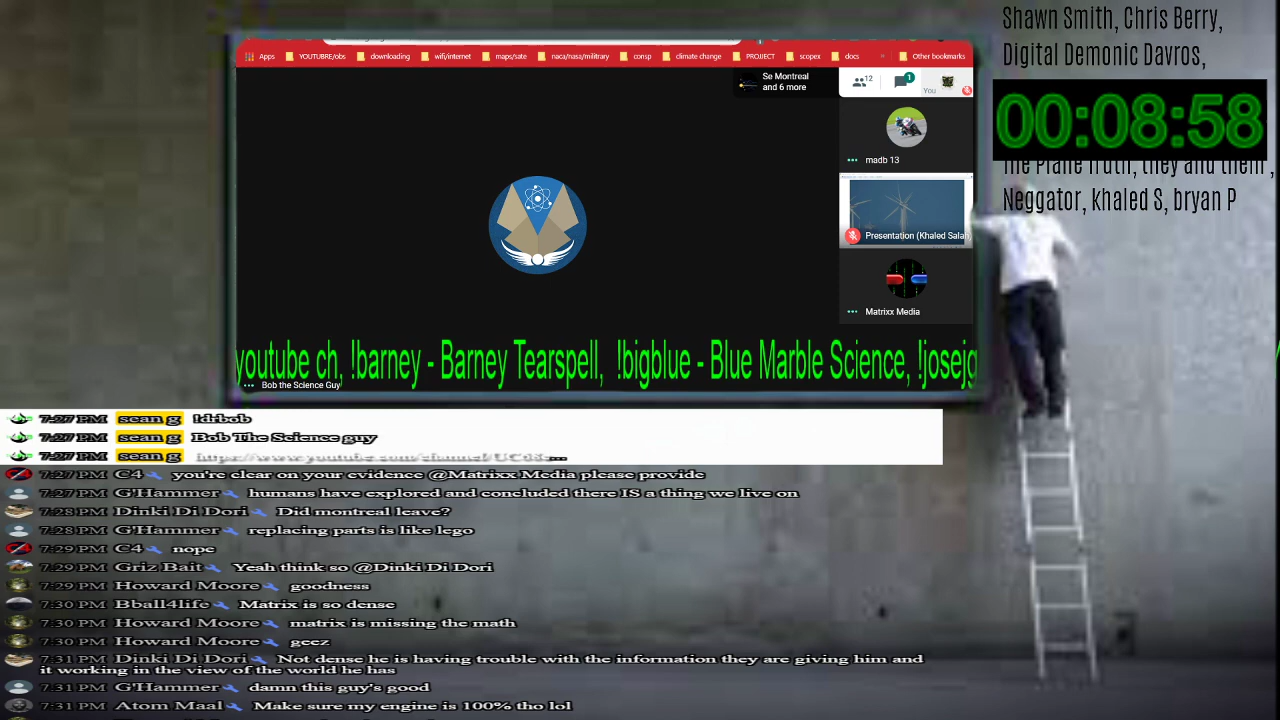 Shawn Smith, Chris Berry,
Digital Demonic Davros,
00:08:58
The Plane Truth, they and them ,
Neggator, khaled S, bryan P
Apps YOUTUBRE/obs downloading wifi/internet maps/sate naca/nasa/militrary consp climate change PROJJECT scopex docs Other bookmarks
Se Montreal
and 6 more
12
1
You
madb 13
Presentation (Khaled Salah
Matrixx Media
youtube ch, !barney - Barney Tearspell, !bigblue - Blue Marble Science, !josejg
Bob the Science Guy
7:27 PM sean g !drbob
7:27 PM sean g Bob The Science guy
7:27 PM sean g
7:27 PM C4 you're clear on your evidence @Matrixx Media please provide
7:27 PM G'Hammer humans have explored and concluded there IS a thing we live on
7:28 PM Dinki Di Dori Did montreal leave?
7:28 PM G'Hammer replacing parts is like lego
7:29 PM C4 nope
7:29 PM Griz Bait Yeah think so @Dinki Di Dori
7:29 PM Howard Moore goodness
7:30 PM Bball4life Matrix is so dense
7:30 PM Howard Moore matrix is missing the math
7:30 PM Howard Moore geez
7:31 PM Dinki Di Dori Not dense he is having trouble with the information they are giving him and
it working in the view of the world he has
7:31 PM G'Hammer damn this guy's good
7:31 PM Atom Maal Make sure my engine is 100% tho lol